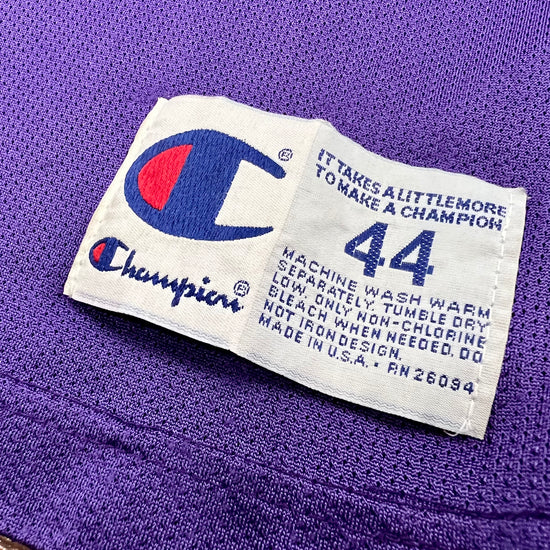 ®
Champion®
IT TAKES A LITTLE MORE
TO MAKE A CHAMPION
44
MACHINE WASH WARM
SEPARATELY, TUMBLE DRY
LOW, ONLY NON-CHLORINE
BLEACH WHEN NEEDED, DO
NOT IRON DESIGN.
MADE IN U.S.A. • RN 26094